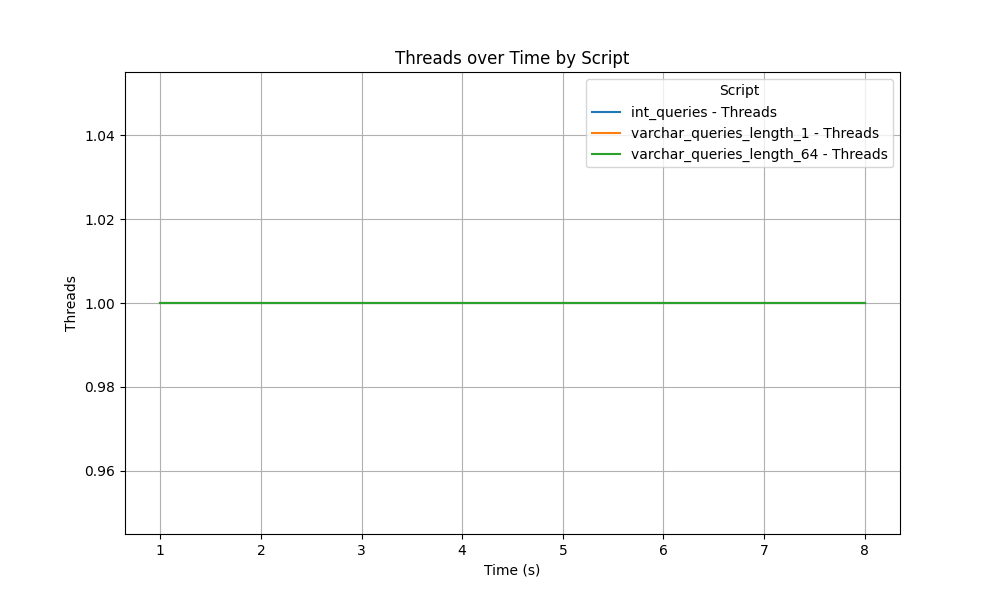 Threads over Time by Script
Script
int_queries - Threads
varchar_queries_length_1 - Threads
varchar_queries_length_64 - Threads
Threads
1.04
1.02
1.00
0.98
0.96
1 2 3 4 5 6 7 8
Time (s)